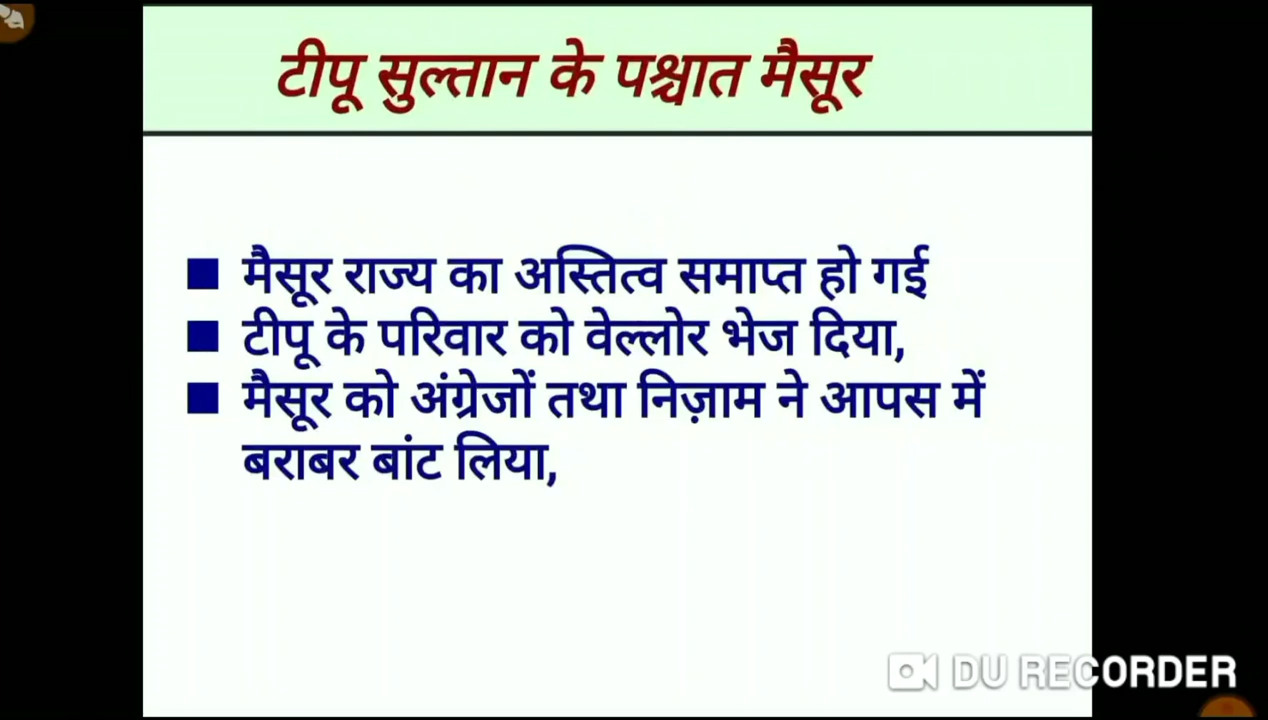 टीपू सुल्तान के पश्चात मैसूर
■ मैसूर राज्य का अस्तित्व समाप्त हो गई
■ टीपू के परिवार को वेल्लोर भेज दिया,
■ मैसूर को अंग्रेजों तथा निज़ाम ने आपस में
बराबर बांट लिया,
DU RECORDER